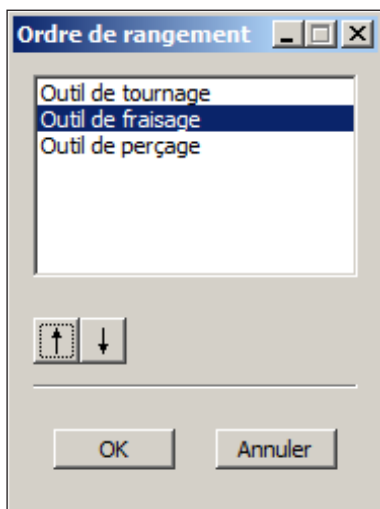 Ordre de rangement
Outil de tournage
Outil de fraisage
Outil de perçage
OK
Annuler